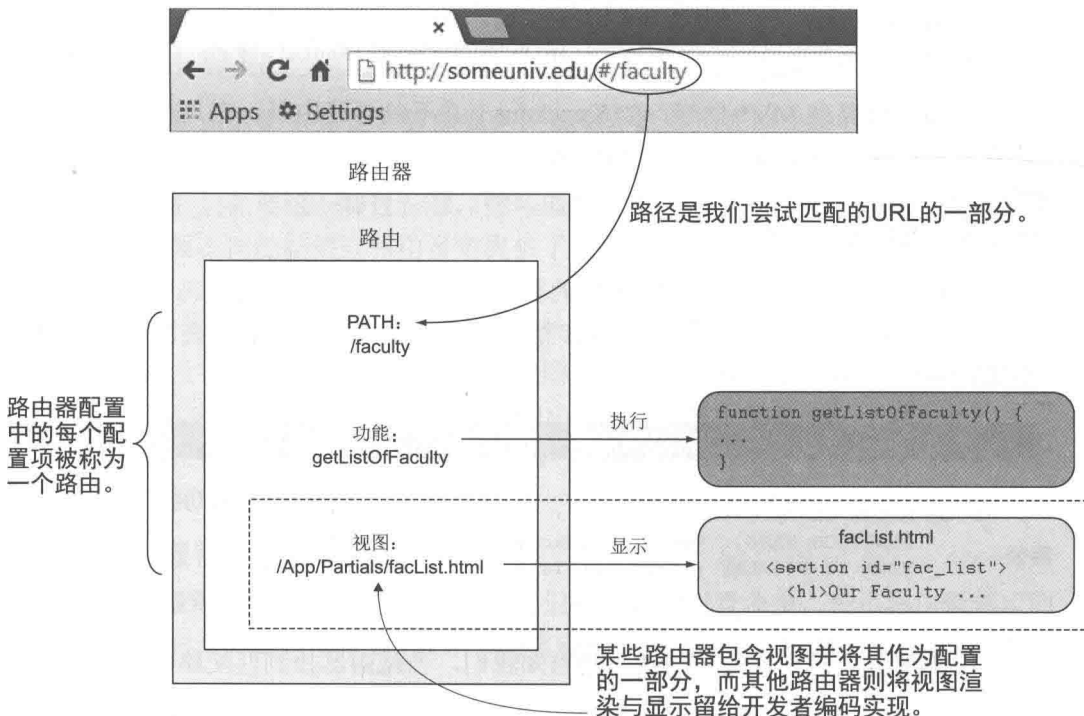 ×
http://someuniv.edu/#/faculty
Apps Settings
路由器
路由
路径是我们尝试匹配的URL的一部分。
PATH：
/faculty
路由器配置
中的每个配
置项被称为
一个路由。
功能：
getListOfFaculty
执行
function getListOfFaculty() {
...
}
视图：
/App/Partials/facList.html
显示
facList.html
<section id="fac_list">
<h1>Our Faculty ...
某些路由器包含视图并将其作为配置
的一部分，而其他路由器则将视图渲
染与显示留给开发者编码实现。